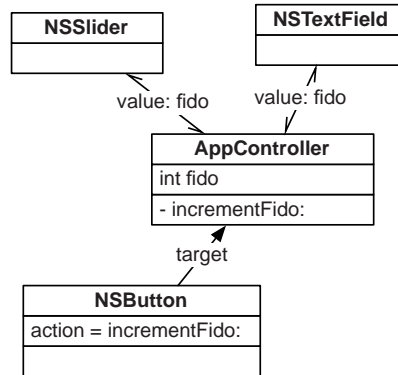 NSSlider
NSTextField
value: fido
value: fido
AppController
int fido
- incrementFido:
target
NSButton
action = incrementFido: